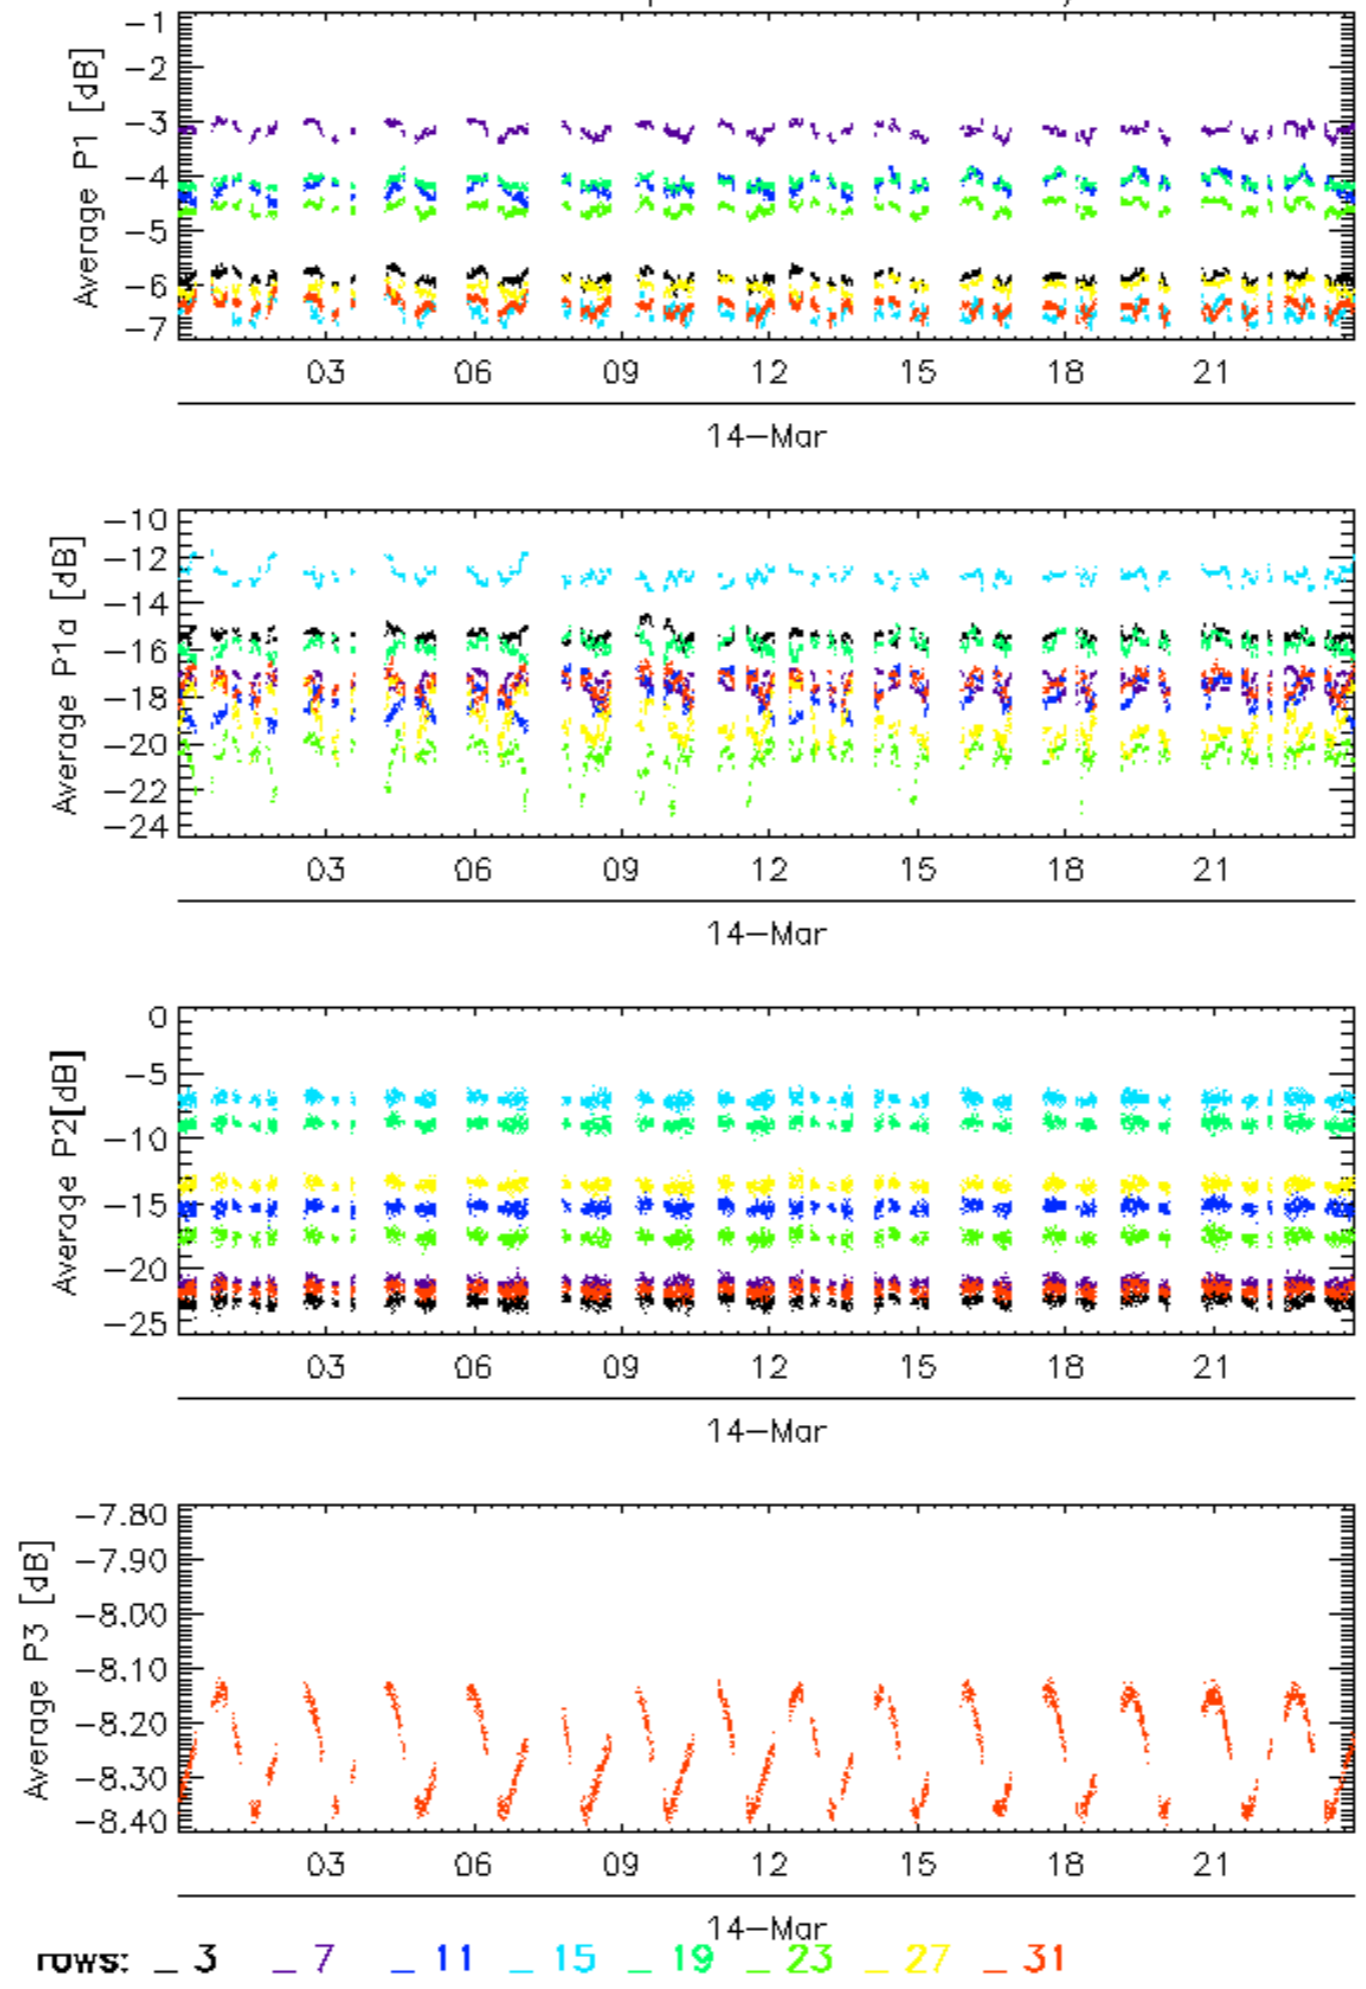 Average P1 [dB]
-1
-2
-3
-4
-5
-6
-7
03 06 09 12 15 18 21
14-Mar
Average P1a [dB]
-10
-12
-14
-16
-18
-20
-22
-24
03 06 09 12 15 18 21
14-Mar
Average P2[dB]
0
-5
-10
-15
-20
-25
03 06 09 12 15 18 21
14-Mar
Average P3 [dB]
-7.80
-7.90
-8.00
-8.10
-8.20
-8.30
-8.40
03 06 09 12 15 18 21
14-Mar
rows: _ 3 _ 7 _ 11 _ 15 _ 19 _ 23 _ 27 _ 31